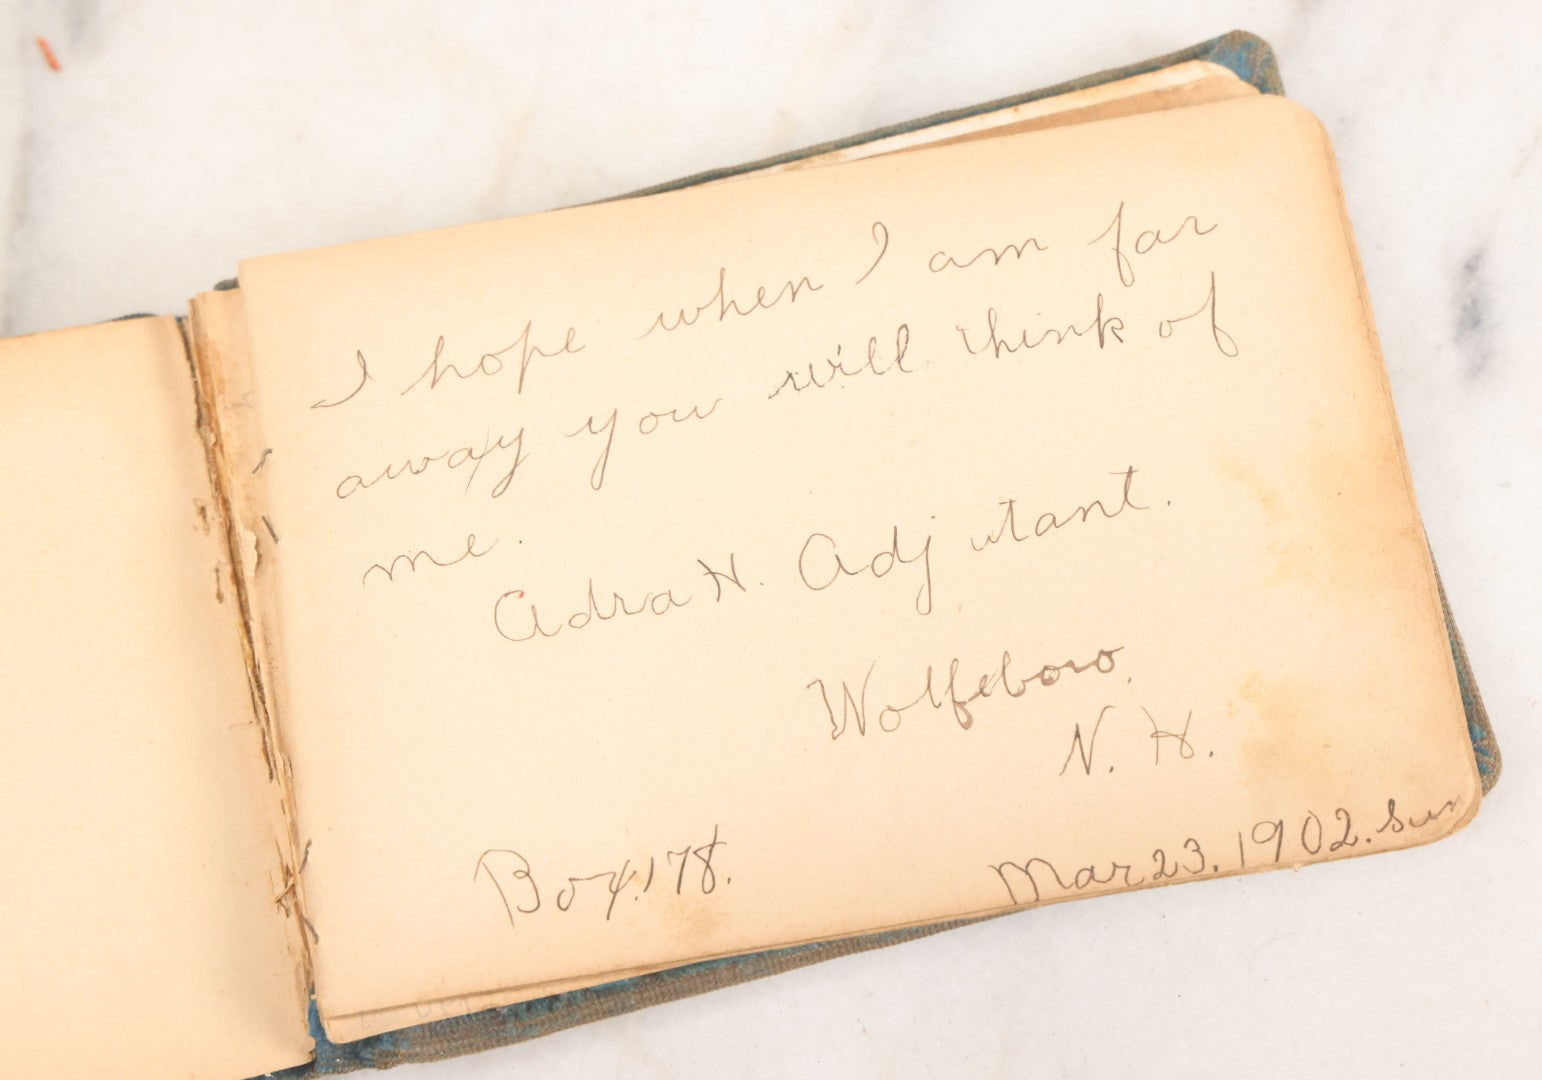 I hope when I am far
away you will think of
me.
Adra H. Adjutant.
Wolfeboro,
N. H.
Box 178.
Mar 23. 1902. Sun